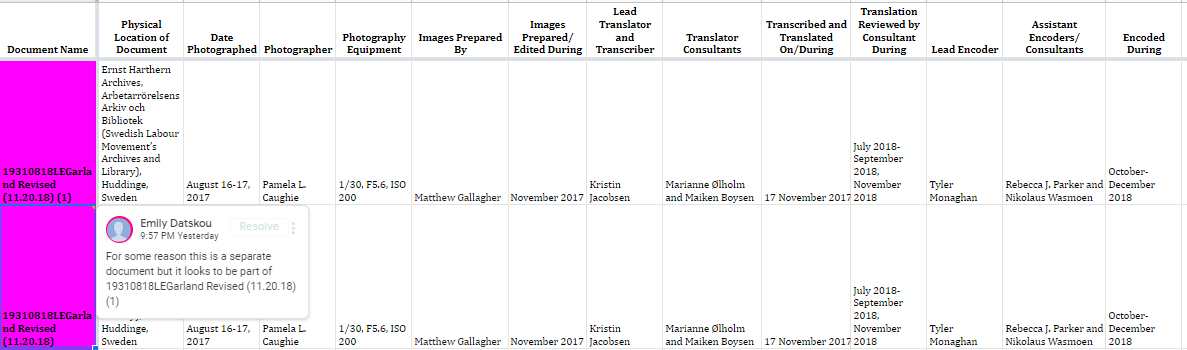 Document Name
Physical
Location of
Document
Date
Photographed
Photographer
Photography
Equipment
Images Prepared
By
Images
Prepared/
Edited During
Lead
Translator
and
Transcriber
Translator
Consultants
Transcribed and
Translated
On/During
Translation
Reviewed by
Consultant
During
Lead Encoder
Assistant
Encoders/
Consultants
Encoded
During
19310818LEGarla
nd Revised
(11.20.18) (1)
Ernst Harthern
Archives,
Arbetarrörelsens
Arkiv och
Bibliotek
(Swedish Labour
Movement's
Archives and
Library),
Huddinge,
Sweden
August 16-17,
2017
Pamela L.
Caughie
1/30, F5.6, ISO
200
Matthew Gallagher
November 2017
Kristin
Jacobsen
Marianne Ølholm
and Maiken Boysen
17 November 2017
July 2018-
September
2018,
November
2018
Tyler
Monaghan
Rebecca J. Parker and
Nikolaus Wasmoen
October-
December
2018
19310818LEGarla
nd Revised
(11.20.18)
Emily Datskou
9:57 PM Yesterday
Resolve
For some reason this is a separate
document but it looks to be part of
19310818LEGarland Revised (11.20.18)
(1)
Huddinge,
Sweden
August 16-17,
2017
Pamela L.
Caughie
1/30, F5.6, ISO
200
Matthew Gallagher
November 2017
Kristin
Jacobsen
Marianne Ølholm
and Maiken Boysen
17 November 2017
July 2018-
September
2018,
November
2018
Tyler
Monaghan
Rebecca J. Parker and
Nikolaus Wasmoen
October-
December
2018